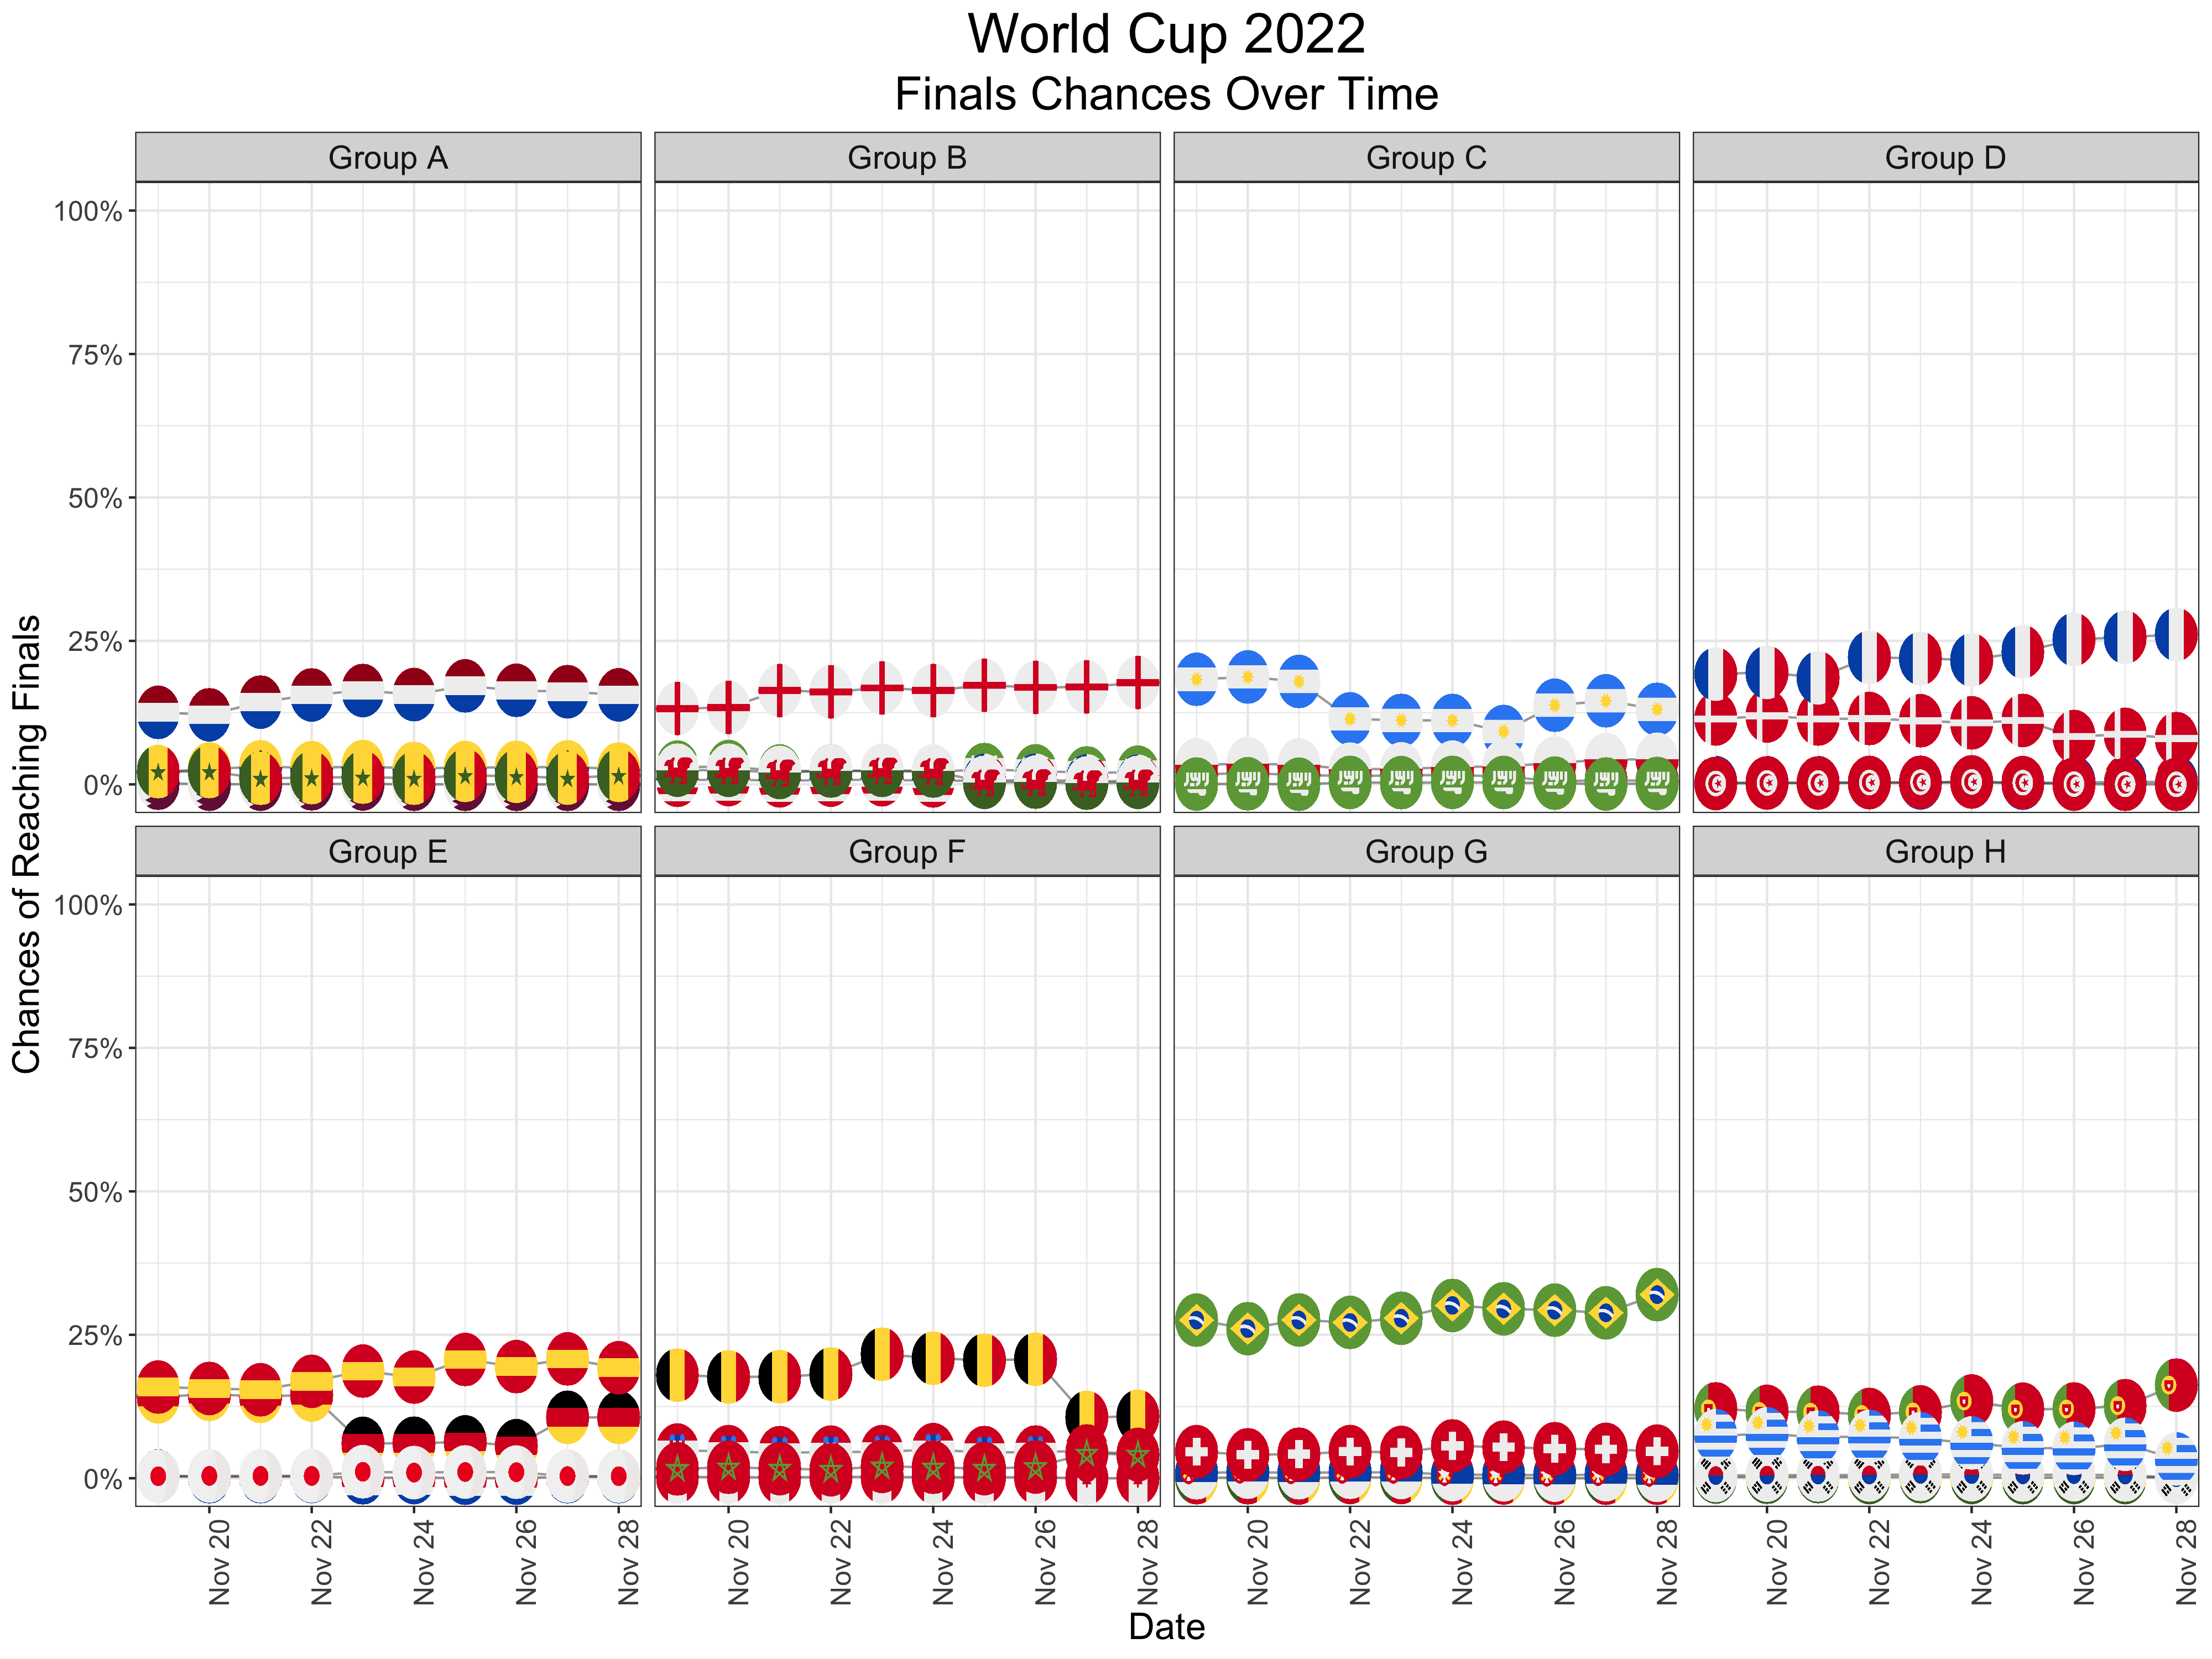 World Cup 2022
Finals Chances Over Time
Group A
Group B
Group C
Group D
100%
75%
50%
25%
0%
Group E
Group F
Group G
Group H
100%
75%
50%
25%
0%
Chances of Reaching Finals
Nov 20
Nov 22
Nov 24
Nov 26
Nov 28
Nov 20
Nov 22
Nov 24
Nov 26
Nov 28
Nov 20
Nov 22
Nov 24
Nov 26
Nov 28
Nov 20
Nov 22
Nov 24
Nov 26
Nov 28
Date